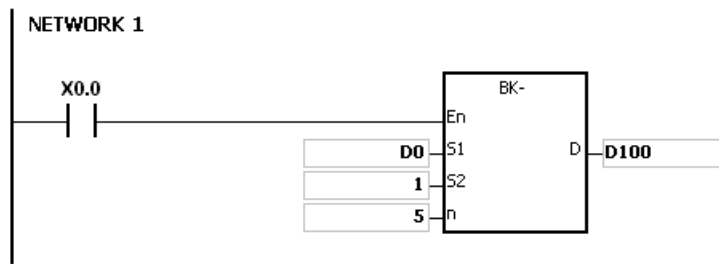 NETWORK 1
X0.0
BK-
En
D0 S1 D D100
1 S2
5 n